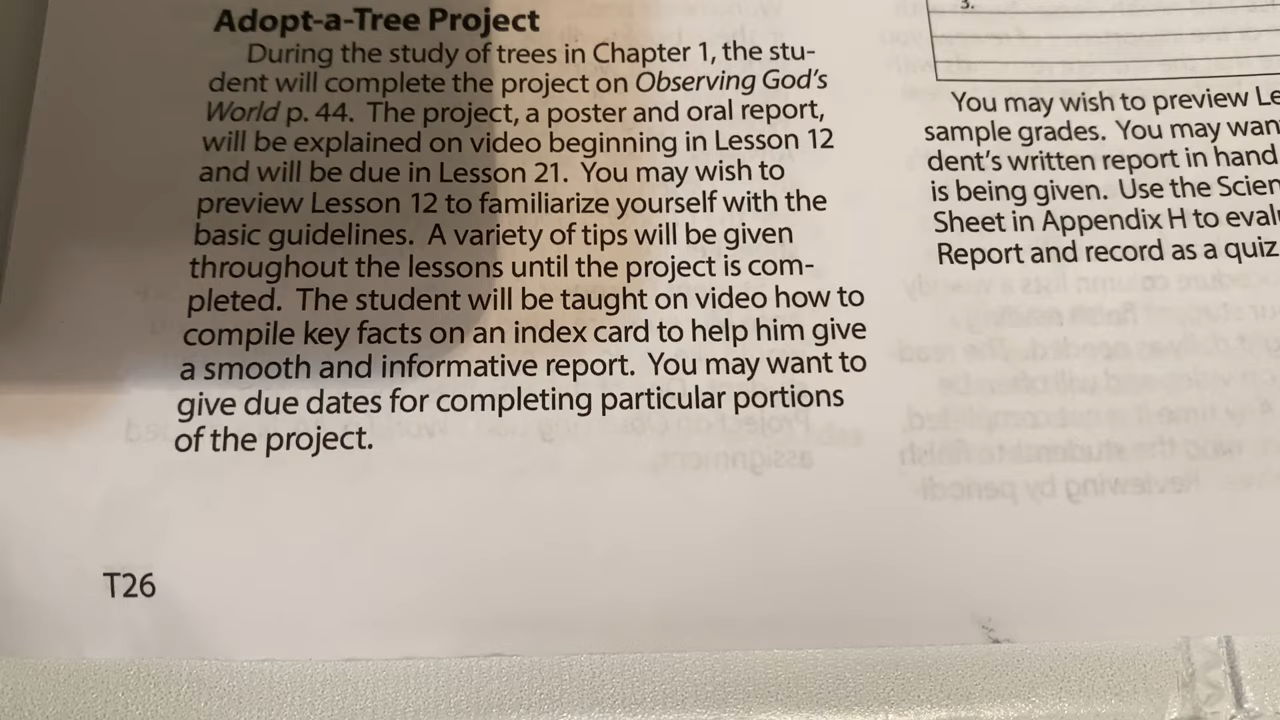 Adopt-a-Tree Project
During the study of trees in Chapter 1, the stu-
dent will complete the project on Observing God's
World p. 44. The project, a poster and oral report,
will be explained on video beginning in Lesson 12
and will be due in Lesson 21. You may wish to
preview Lesson 12 to familiarize yourself with the
basic guidelines. A variety of tips will be given
throughout the lessons until the project is com-
pleted. The student will be taught on video how to
compile key facts on an index card to help him give
a smooth and informative report. You may want to
give due dates for completing particular portions
of the project.
T26
3.
You may wish to preview
sample grades. You may
dent's written report in hand
is being given. Use the
Sheet in Appendix H to
Report and record as a quiz